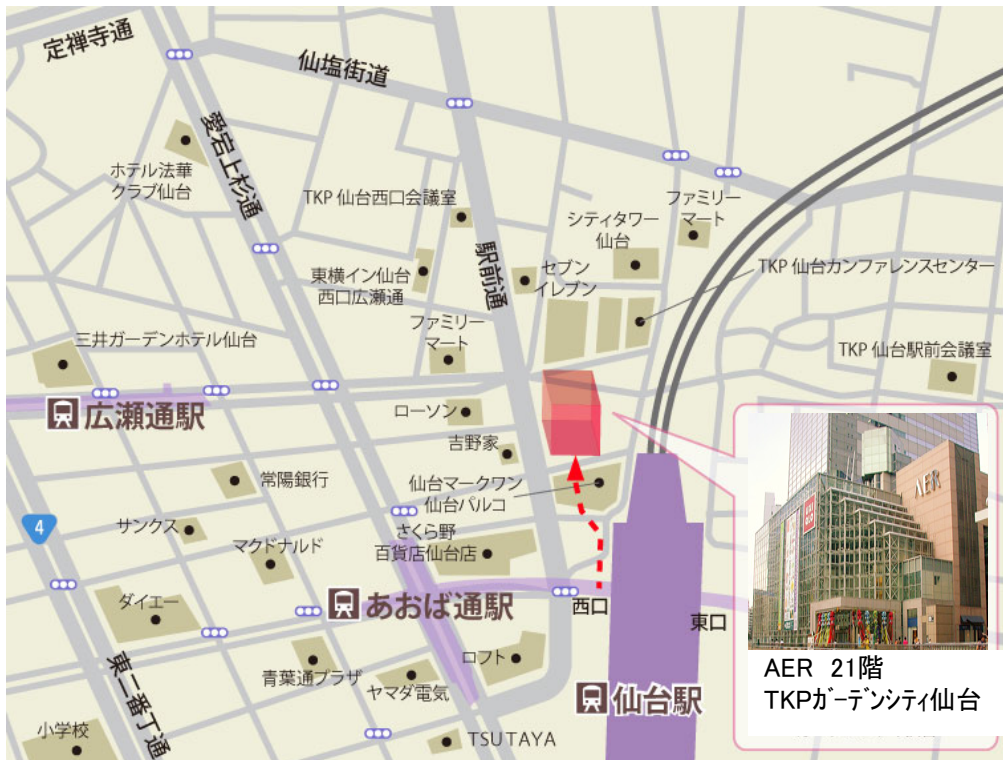 定禅寺通
仙塩街道
愛宕上杉通
ホテル法華
クラブ仙台
TKP 仙台西口会議室
ファミリー
マート
シティタワー
仙台
駅前通
セブン
イレブン
TKP 仙台カンファレンスセンター
東横イン仙台
西口広瀬通
ファミリー
マート
三井ガーデンホテル仙台
TKP 仙台駅前会議室
広瀬通駅
ローソン
吉野家
常陽銀行
仙台マークワン
仙台パルコ
AER
4
サンクス
マクドナルド
さくら野
百貨店仙台店
ダイエー
あおば通駅
西口
東口
東二番丁通
青葉通プラザ
ヤマダ電気
ロフト
仙台駅
AER 21階
TKPガーデンシティ仙台
小学校
TSUTAYA